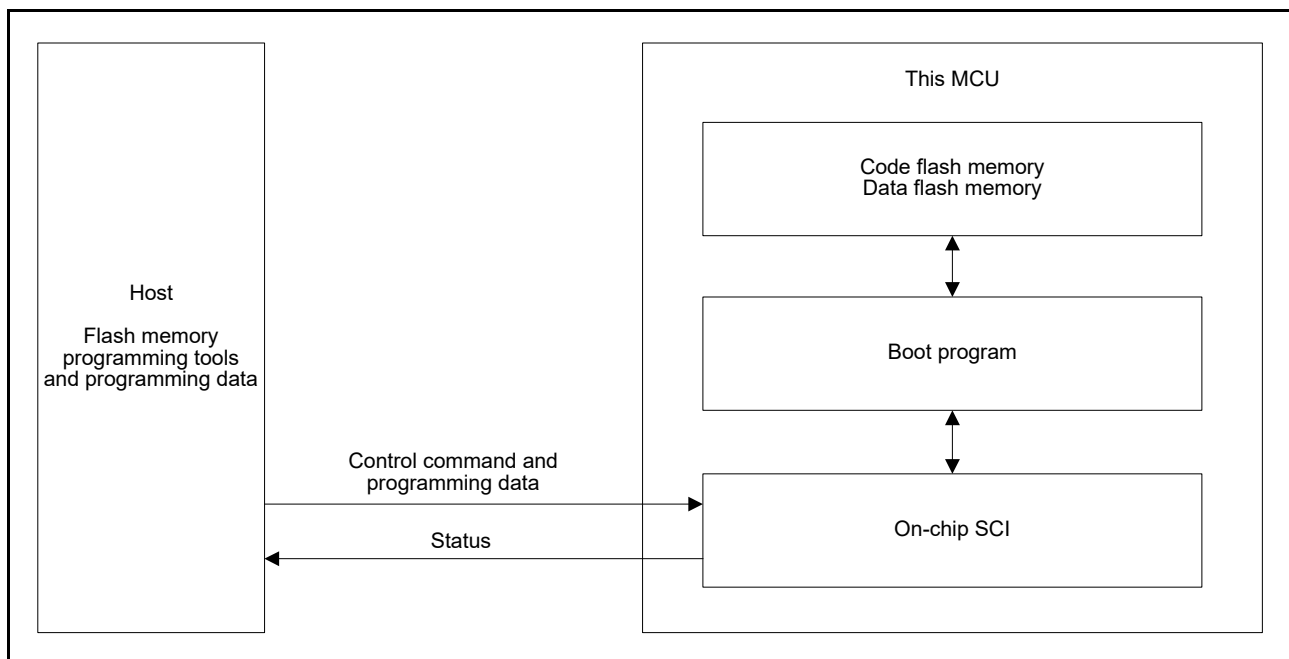 Host
Flash memory
programming tools
and programming data
Control command and
programming data
Status
This MCU
Code flash memory
Data flash memory
Boot program
On-chip SCI